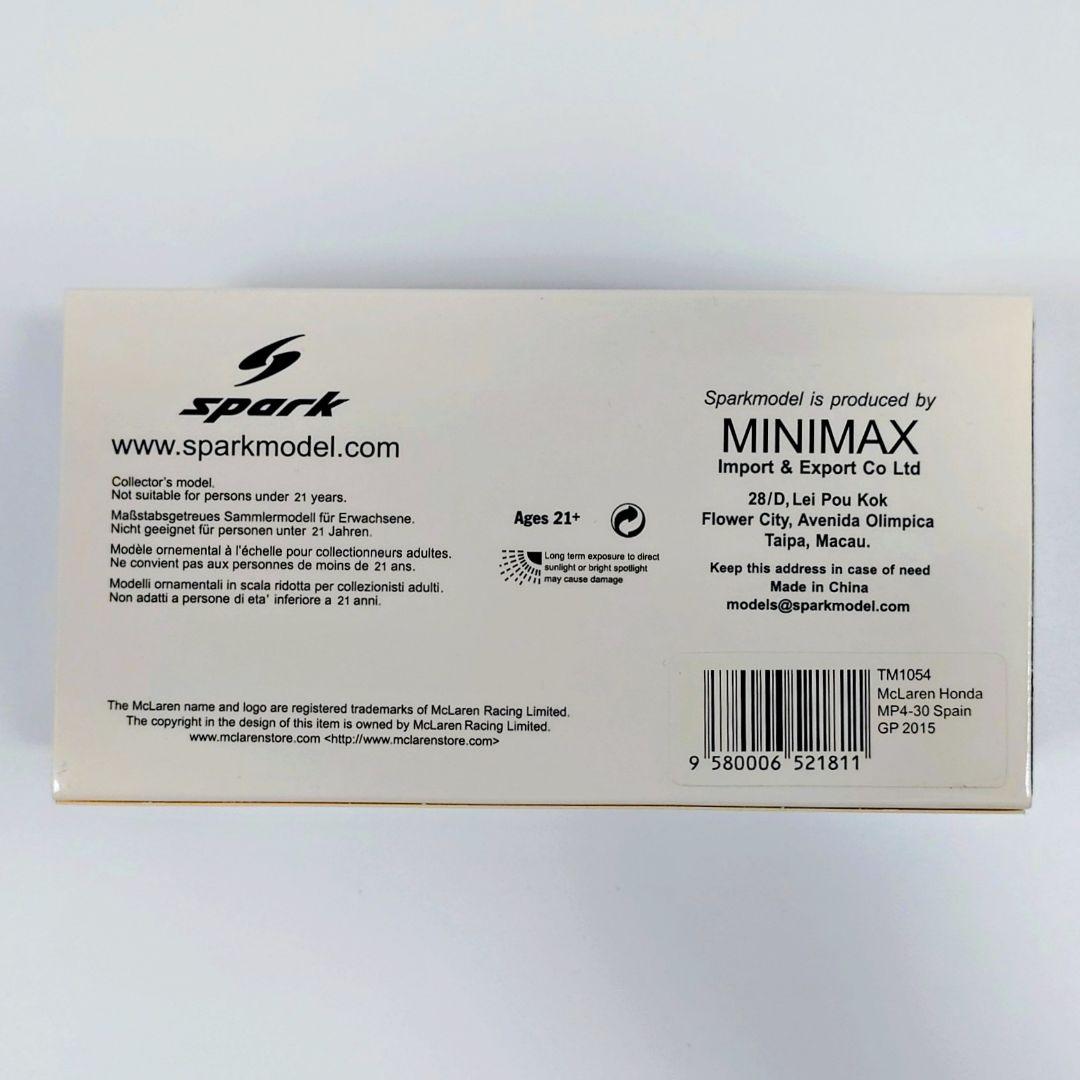 spark
www.sparkmodel.com
Collector's model.
Not suitable for persons under 21 years.
Maßstabsgetreues Sammlermodell für Erwachsene.
Nicht geeignet für personen unter 21 Jahren.
Modèle ornemental à l'échelle pour collectionneurs adultes.
Ne convient pas aux personnes de moins de 21 ans.
Modelli ornamentali in scala ridotta per collezionisti adulti.
Non adatti a persone di eta' inferiore a 21 anni.
Ages 21+
Long term exposure to direct
sunlight or bright spotlight
may cause damage
Sparkmodel is produced by
MINIMAX
Import & Export Co Ltd
28/D, Lei Pou Kok
Flower City, Avenida Olimpica
Taipa, Macau.
Keep this address in case of need
Made in China
models@sparkmodel.com
The McLaren name and logo are registered trademarks of McLaren Racing Limited.
The copyright in the design of this item is owned by McLaren Racing Limited.
www.mclarenstore.com <http://www.mclarenstore.com>
TM1054
McLaren Honda
MP4-30 Spain
GP 2015
9 580006 521811